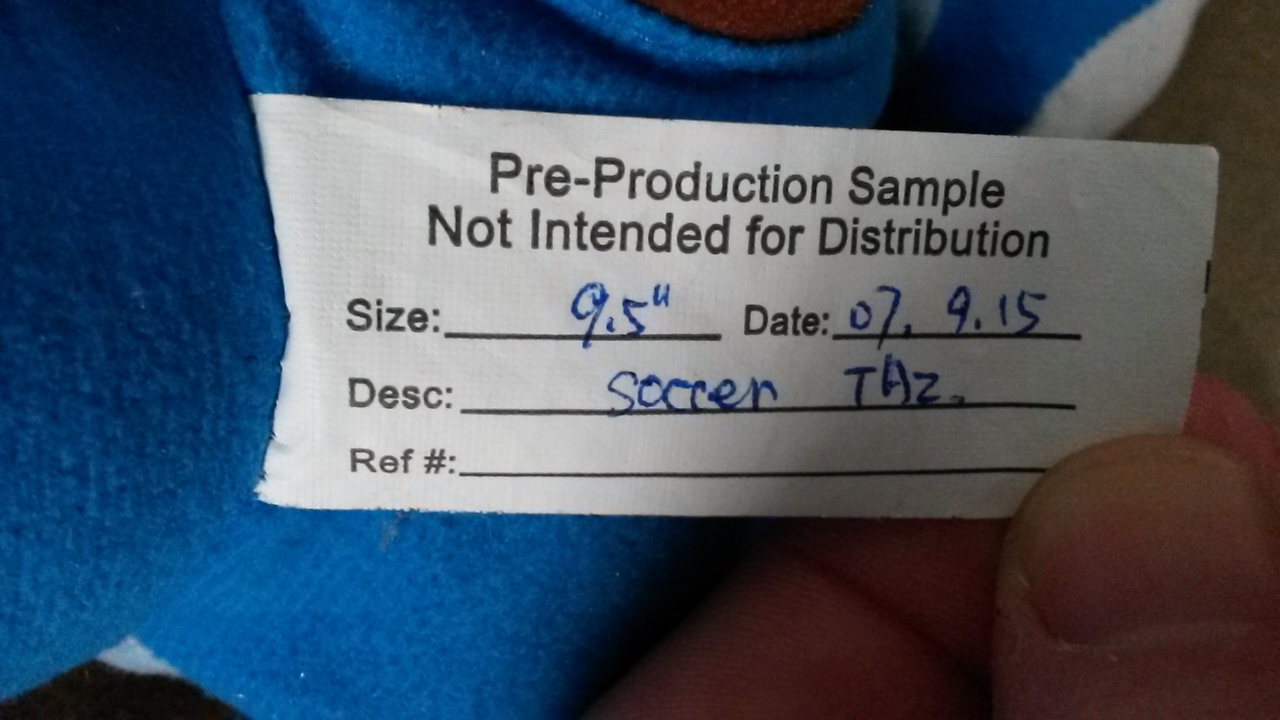 Pre-Production Sample
Not Intended for Distribution
Size: 9.5" Date: 07. 9.15
Desc: soccer TAz.
Ref #: